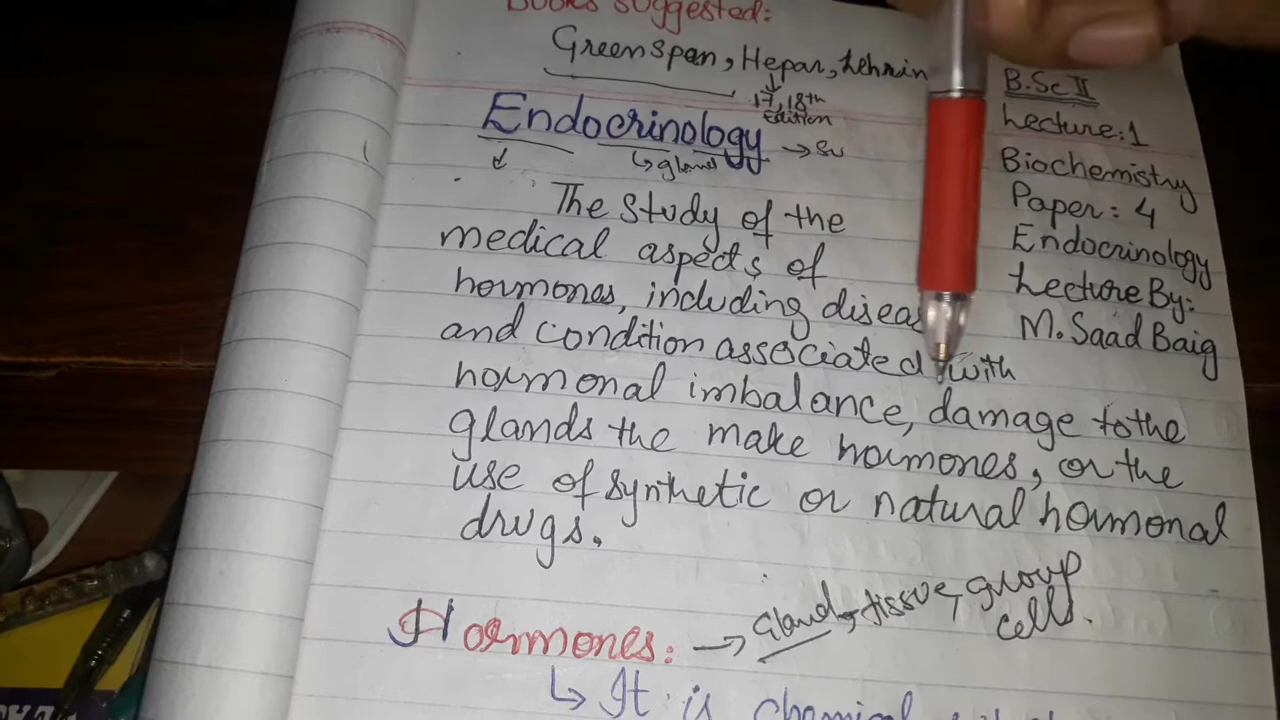 Books Suggested:
Greenspan, Hepar, Lehnin
17, 18th
Edition
Endocrinology → Su
↳ gland
The study of the
medical aspects of
hormones, including diseas
and condition associated with
hormonal imbalance, damage to the
glands the make hormones, or the
use of synthetic or natural hormonal
drugs.
Hormones: → Gland, tissue, group
cells.
↳ It is chemical
B.Sc II
Lecture: 1
Biochemistry
Paper: 4
Endocrinology
Lecture By:
M. Saad Baig